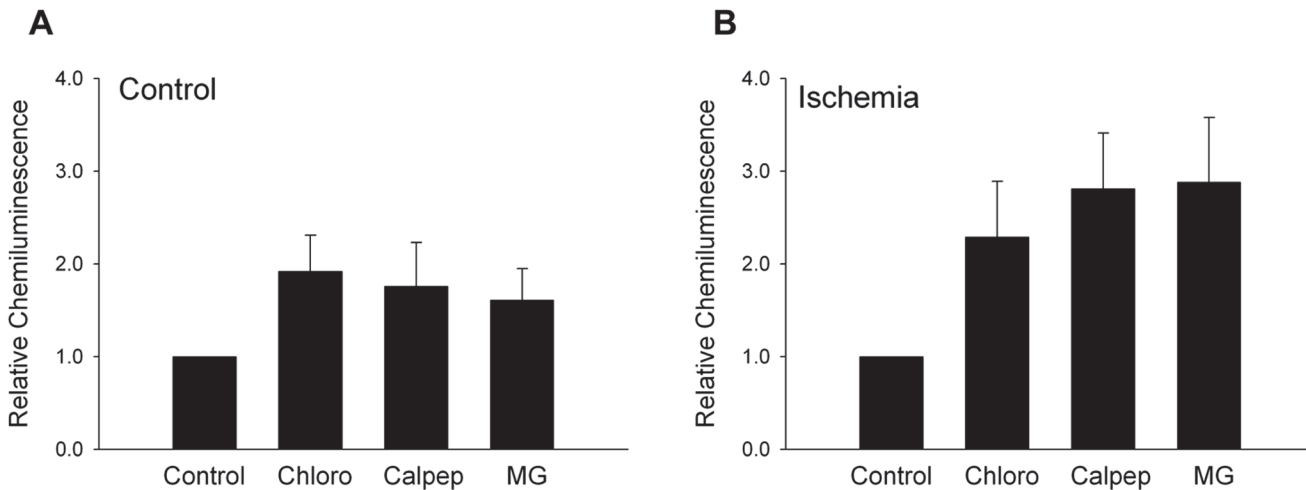 A
Control
Relative Chemiluminescence
4.0
3.0
2.0
1.0
0.0
Control Chloro Calpep MG
B
Ischemia
Relative Chemiluminescence
4.0
3.0
2.0
1.0
0.0
Control Chloro Calpep MG